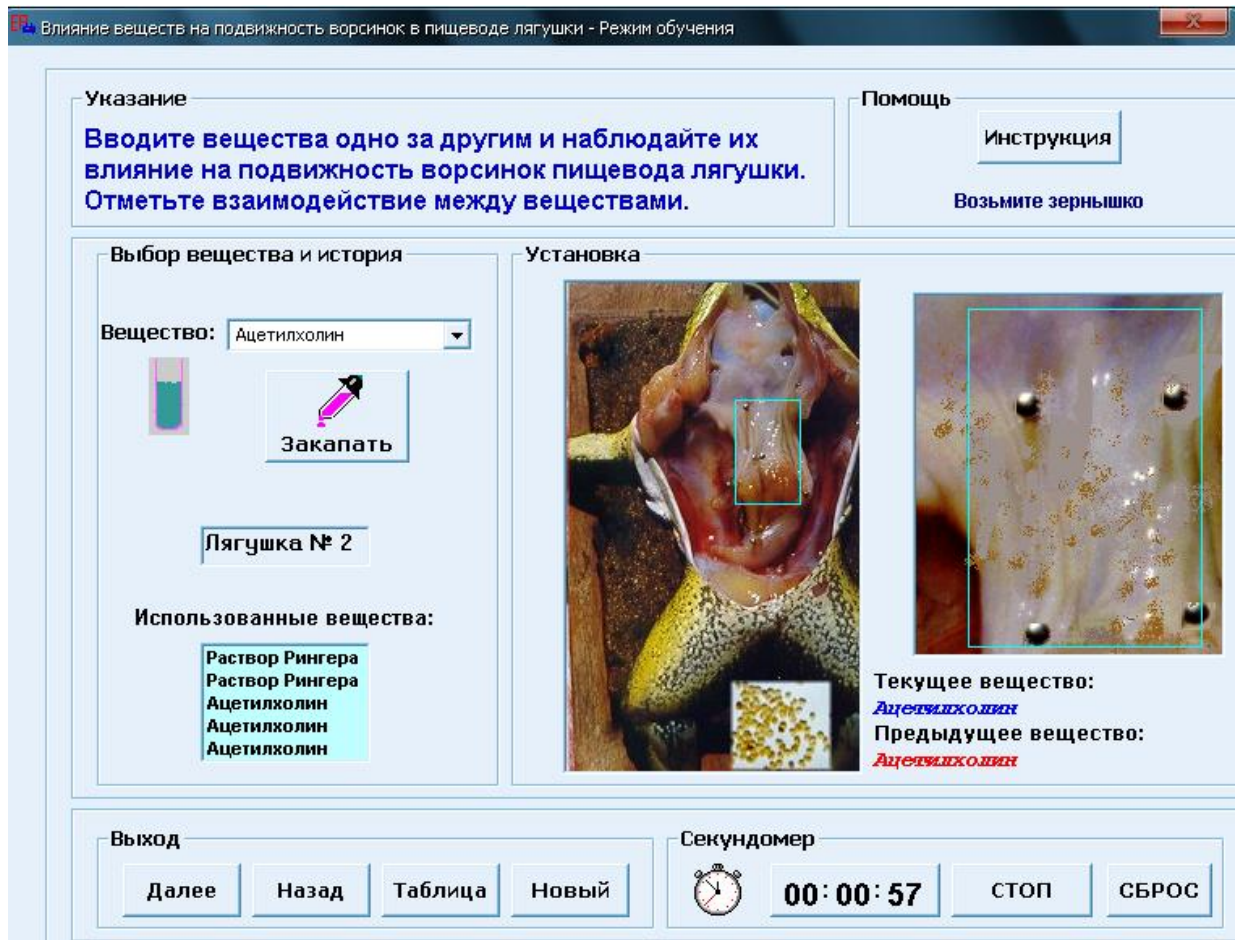 Влияние веществ на подвижность ворсинок в пищеводе лягушки - Режим обучения
Указание
Вводите вещества одно за другим и наблюдайте их
влияние на подвижность ворсинок пищевода лягушки.
Отметьте взаимодействие между веществами.
Помощь
Инструкция
Возьмите зернышко
Выбор вещества и история
Вещество: Ацетилхолин
Закапать
Лягушка № 2
Использованные вещества:
Раствор Рингера
Раствор Рингера
Ацетилхолин
Ацетилхолин
Ацетилхолин
Установка
Текущее вещество:
Ацетилхолин
Предыдущее вещество:
Ацетилхолин
Выход
Далее
Назад
Таблица
Новый
Секундомер
00:00:57
СТОП
СБРОС